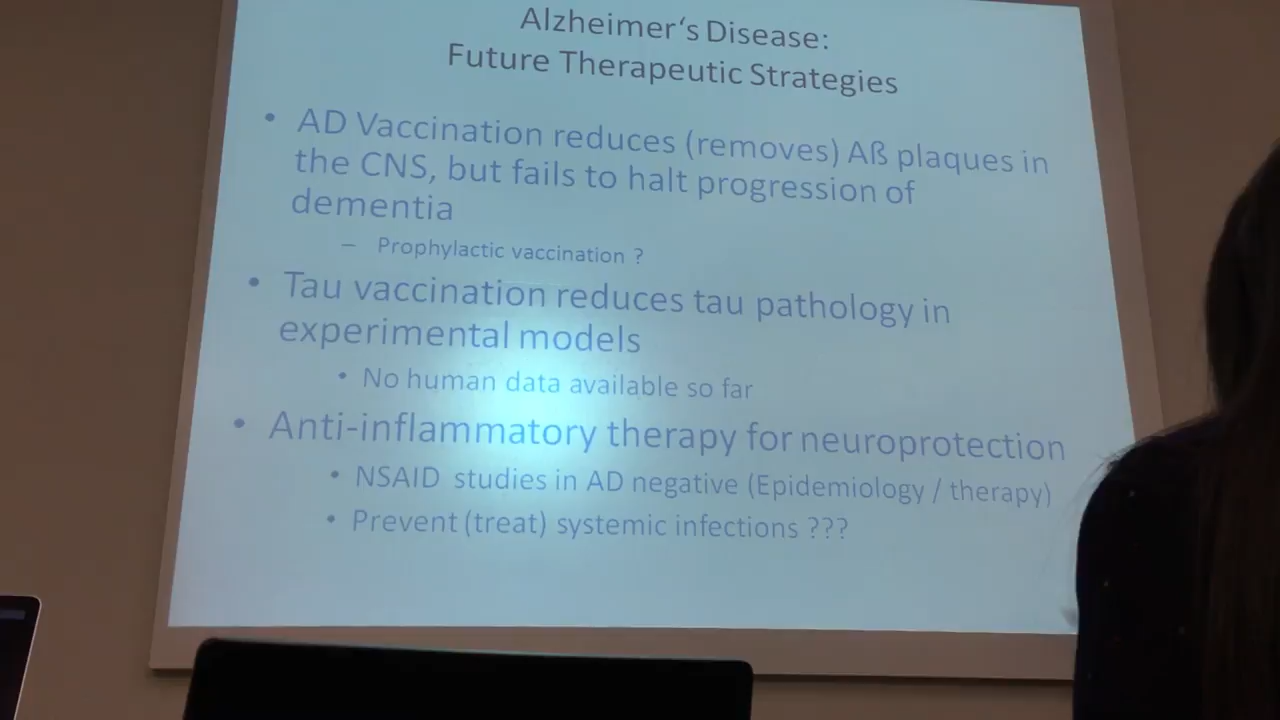 Alzheimer‘s Disease:
Future Therapeutic Strategies
• AD Vaccination reduces (removes) Aß plaques in
the CNS, but fails to halt progression of
dementia
– Prophylactic vaccination ?
• Tau vaccination reduces tau pathology in
experimental models
• No human data available so far
• Anti-inflammatory therapy for neuroprotection
• NSAID studies in AD negative (Epidemiology / therapy)
• Prevent (treat) systemic infections ???